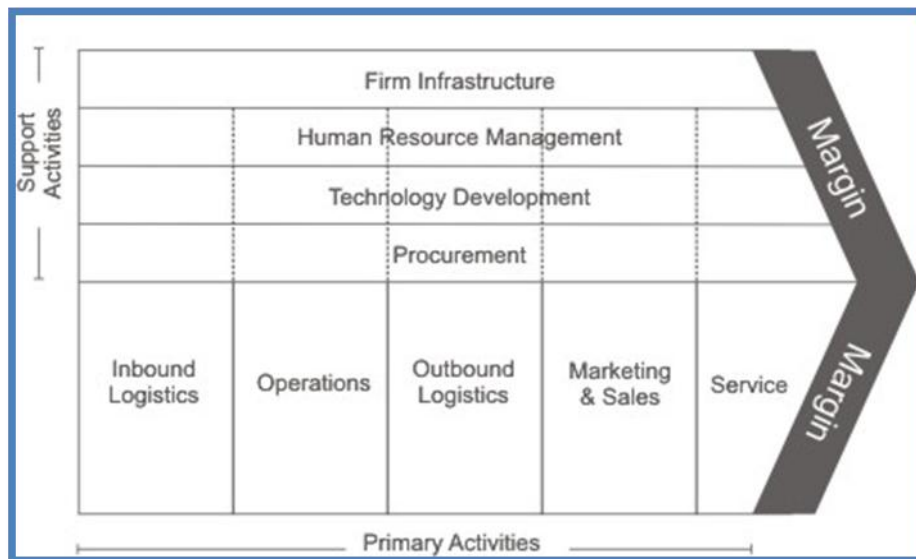 Support
Activities
Firm Infrastructure
Human Resource Management
Technology Development
Procurement
Inbound
Logistics
Operations
Outbound
Logistics
Marketing
& Sales
Service
Margin
Margin
Primary Activities